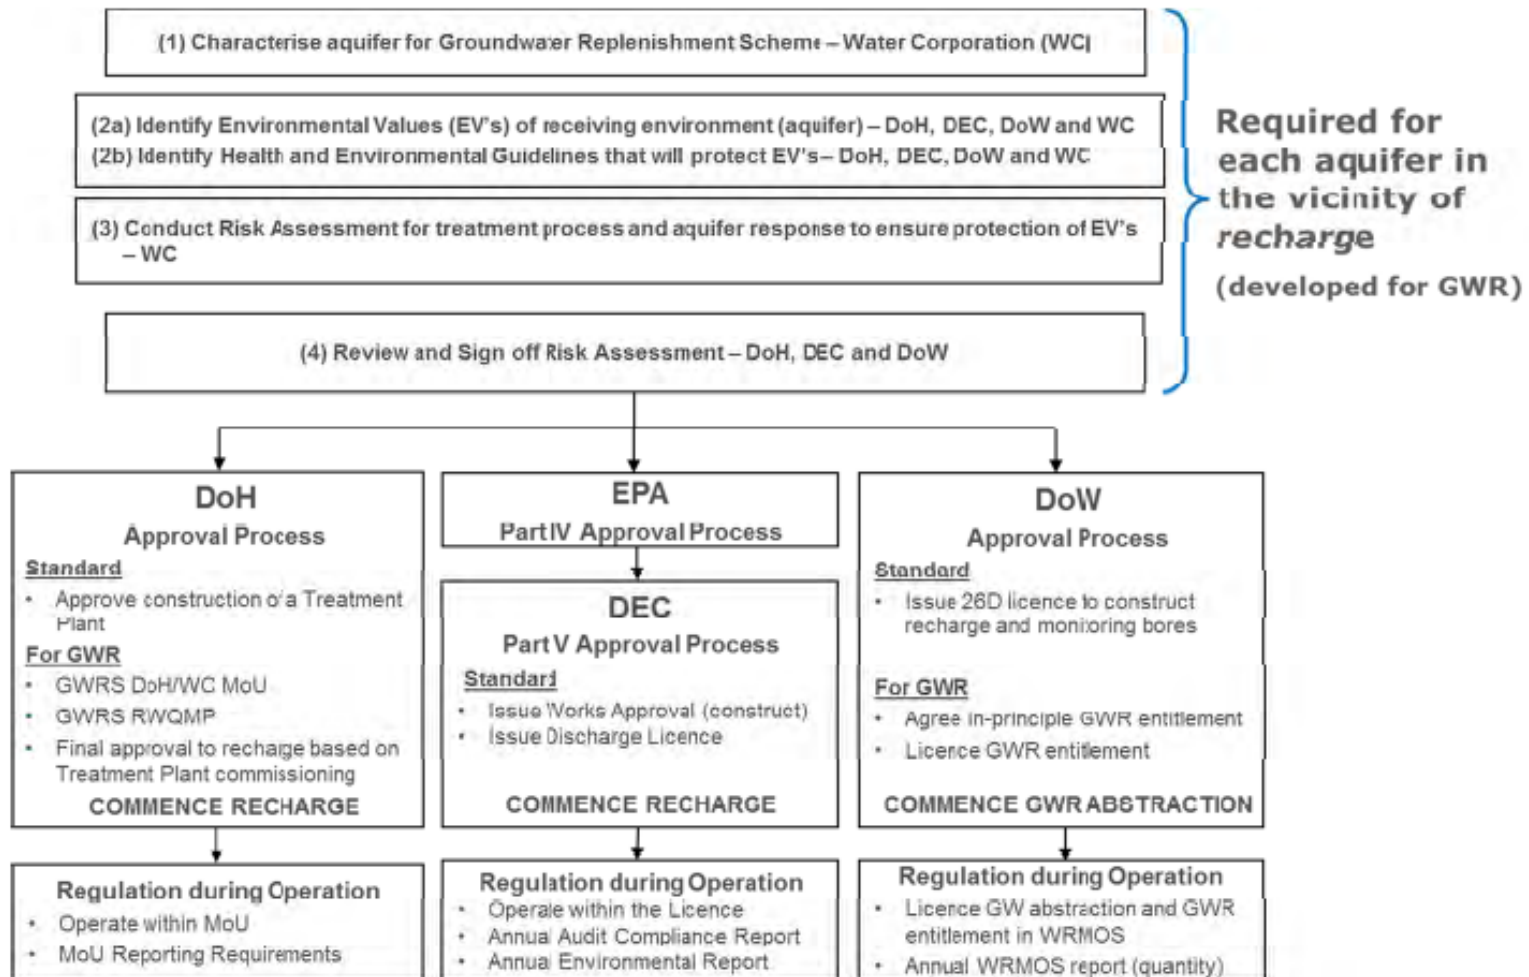 (1) Characterise aquifer for Groundwater Replenishment Scheme – Water Corporation (WC)
(2a) Identify Environmental Values (EV's) of receiving environment (aquifer) – DoH, DEC, DoW and WC
(2b) Identify Health and Environmental Guidelines that will protect EV's– DoH, DEC, DoW and WC
(3) Conduct Risk Assessment for treatment process and aquifer response to ensure protection of EV's
– WC
(4) Review and Sign off Risk Assessment – DoH, DEC and DoW
Required for
each aquifer in
the vicinity of
recharge
(developed for GWR)
DoH
Approval Process
Standard
• Approve construction of a Treatment
Plant
For GWR
• GWRS DoH/WC MoU
• GWRS RWQMP
• Final approval to recharge based on
Treatment Plant commissioning
COMMENCE RECHARGE
EPA
Part IV Approval Process
DEC
Part V Approval Process
Standard
• Issue Works Approval (construct)
• Issue Discharge Licence
COMMENCE RECHARGE
DoW
Approval Process
Standard
• Issue 26D licence to construct
recharge and monitoring bores
For GWR
• Agree in-principle GWR entitlement
• Licence GWR entitlement
COMMENCE GWR ABSTRACTION
Regulation during Operation
• Operate within MoU
• MoU Reporting Requirements
Regulation during Operation
• Operate within the Licence
• Annual Audit Compliance Report
• Annual Environmental Report
Regulation during Operation
• Licence GW abstraction and GWR
entitlement in WRMOS
• Annual WRMOS report (quantity)